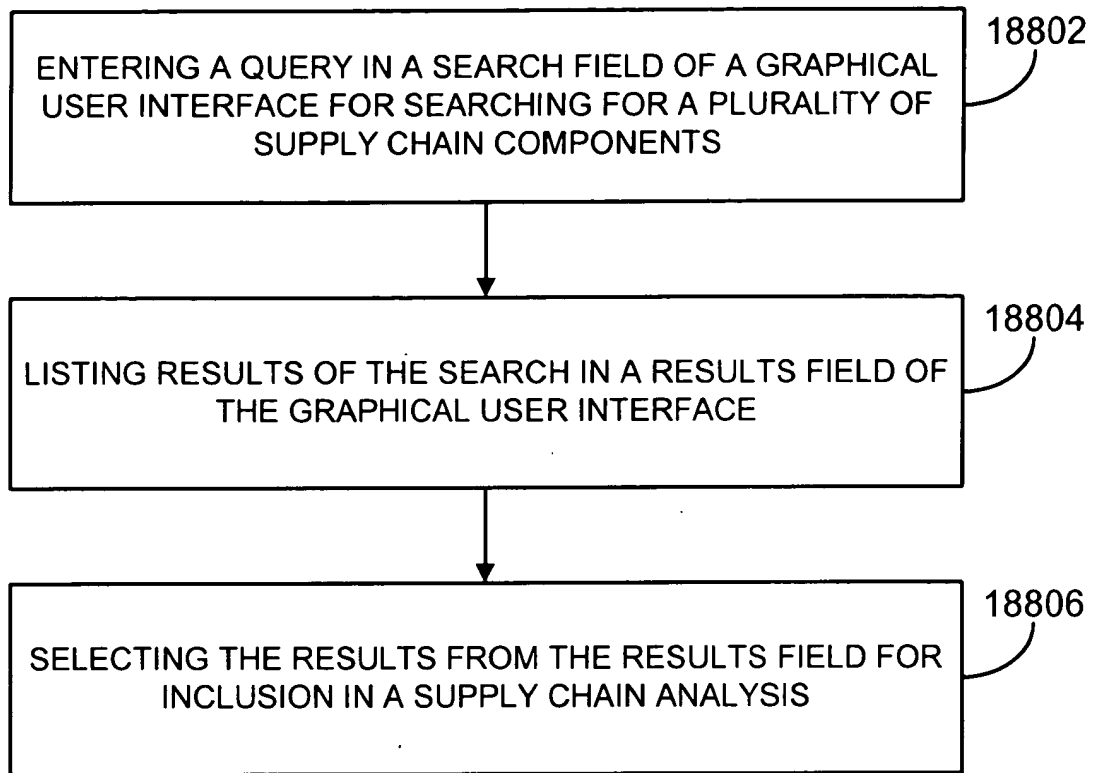 18802
ENTERING A QUERY IN A SEARCH FIELD OF A GRAPHICAL
USER INTERFACE FOR SEARCHING FOR A PLURALITY OF
SUPPLY CHAIN COMPONENTS
18804
LISTING RESULTS OF THE SEARCH IN A RESULTS FIELD OF
THE GRAPHICAL USER INTERFACE
18806
SELECTING THE RESULTS FROM THE RESULTS FIELD FOR
INCLUSION IN A SUPPLY CHAIN ANALYSIS